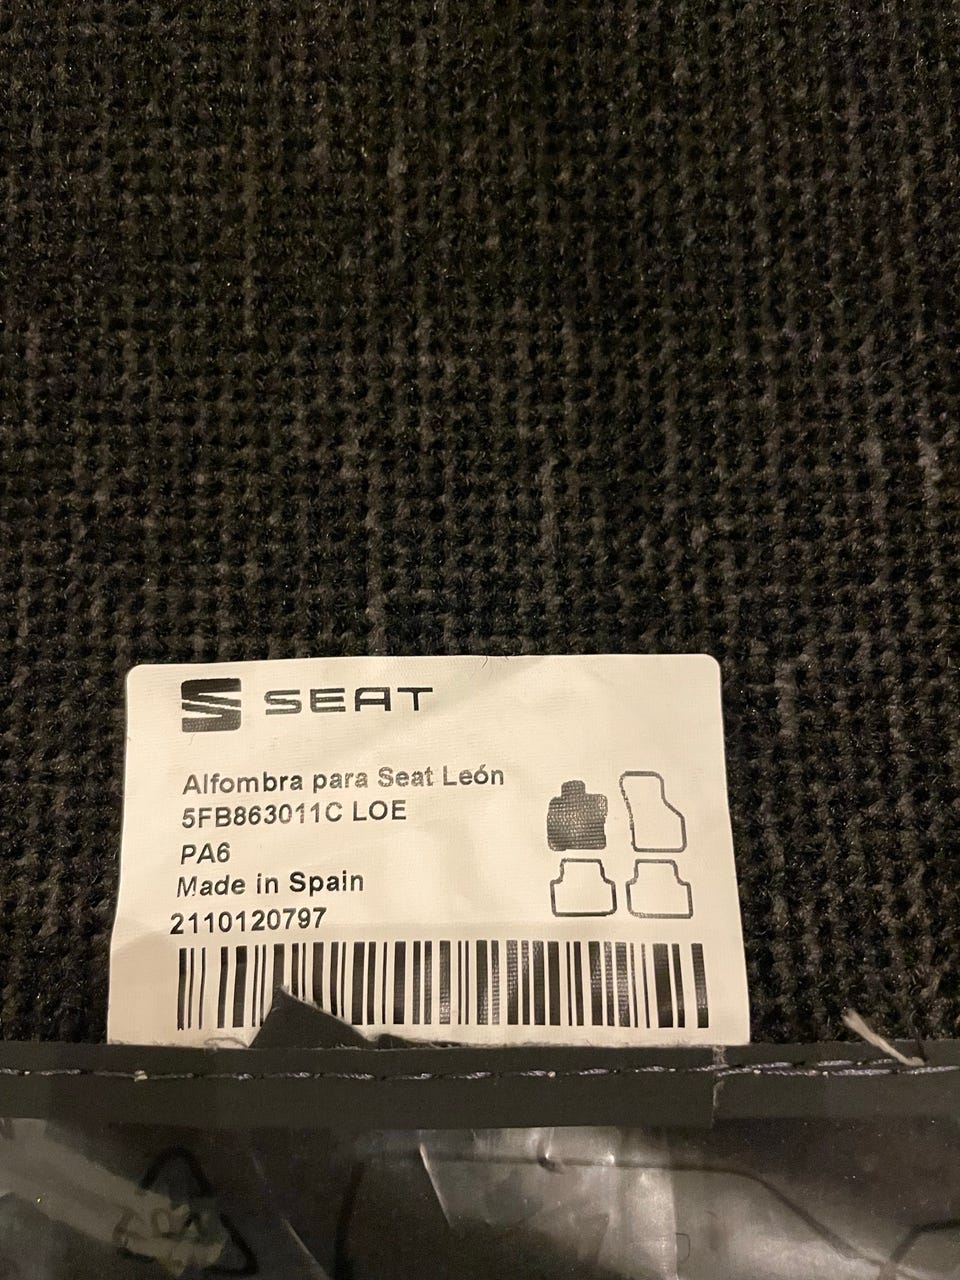 SEAT
Alfombra para Seat León
5FB863011C LOE
PA6
Made in Spain
2110120797